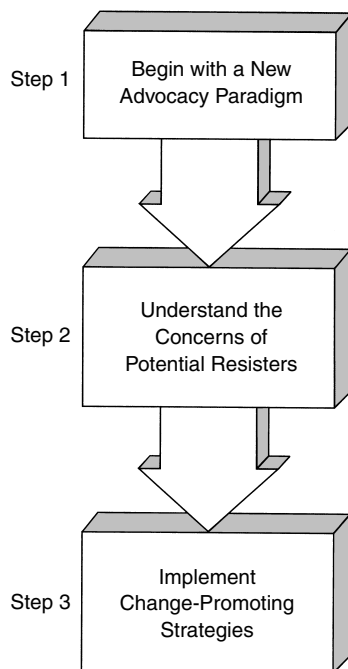 Step 1
Begin with a New
Advocacy Paradigm
Step 2
Understand the
Concerns of
Potential Resisters
Step 3
Implement
Change-Promoting
Strategies